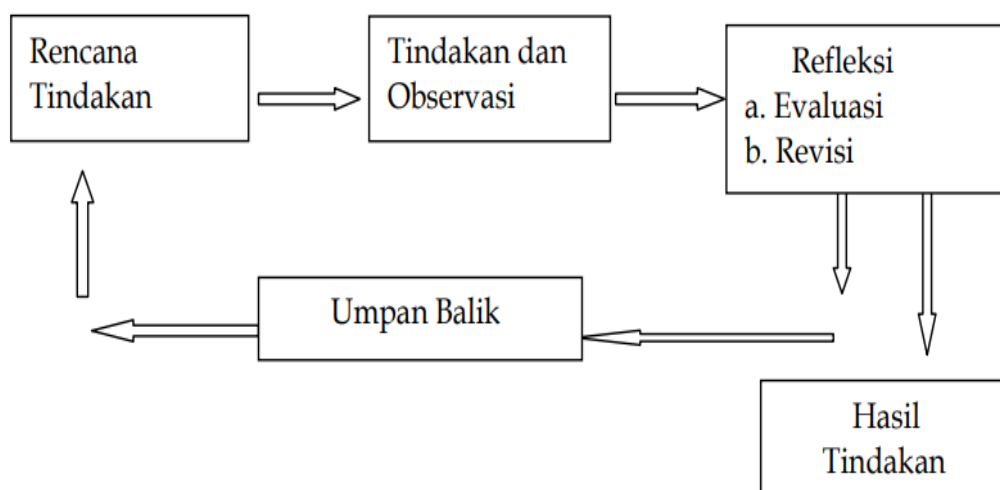 Rencana
Tindakan
Tindakan dan
Observasi
Refleksi
a. Evaluasi
b. Revisi
Umpan Balik
Hasil
Tindakan